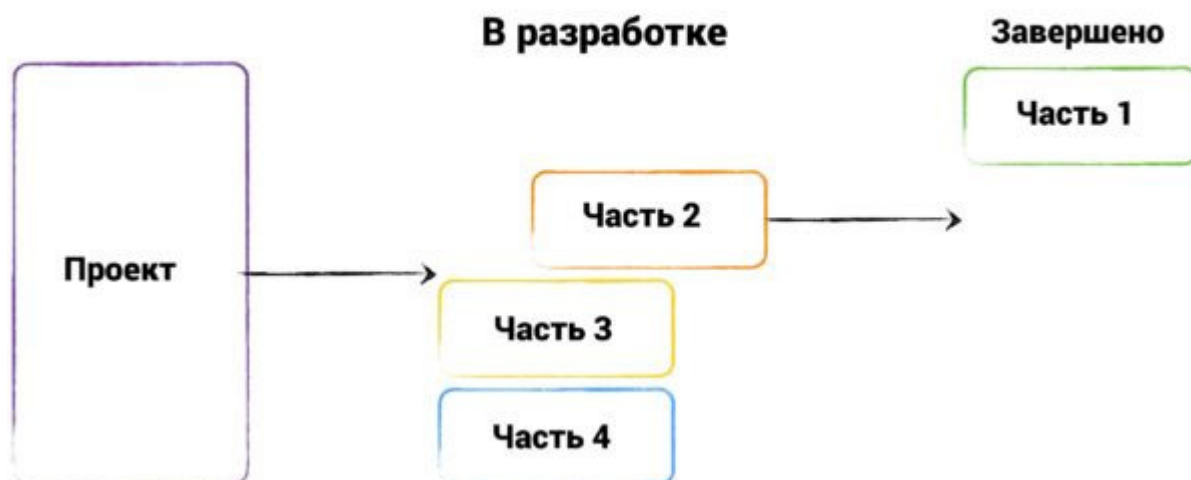 В разработке
Завершено
Часть 1
Часть 2
Проект
Часть 3
Часть 4